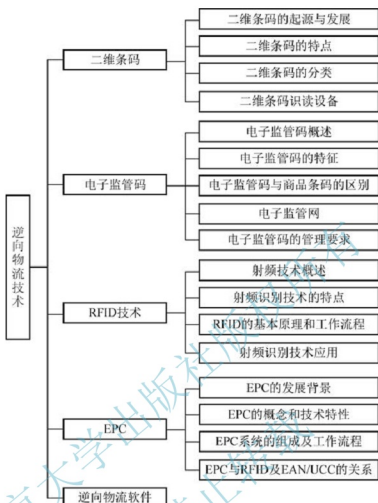 逆向物流技术
二维条码
二维条码的起源与发展
二维条码的特点
二维条码的分类
二维条码识读设备
电子监管码
电子监管码概述
电子监管码的特征
电子监管码与商品条码的区别
电子监管网
电子监管码的管理要求
RFID技术
射频技术概述
射频识别技术的特点
RFID的基本原理和工作流程
射频识别技术应用
EPC
EPC的发展背景
EPC的概念和技术特性
EPC系统的组成及工作流程
EPC与RFID及EAN/UCC的关系
逆向物流软件
大学出版社版权所有